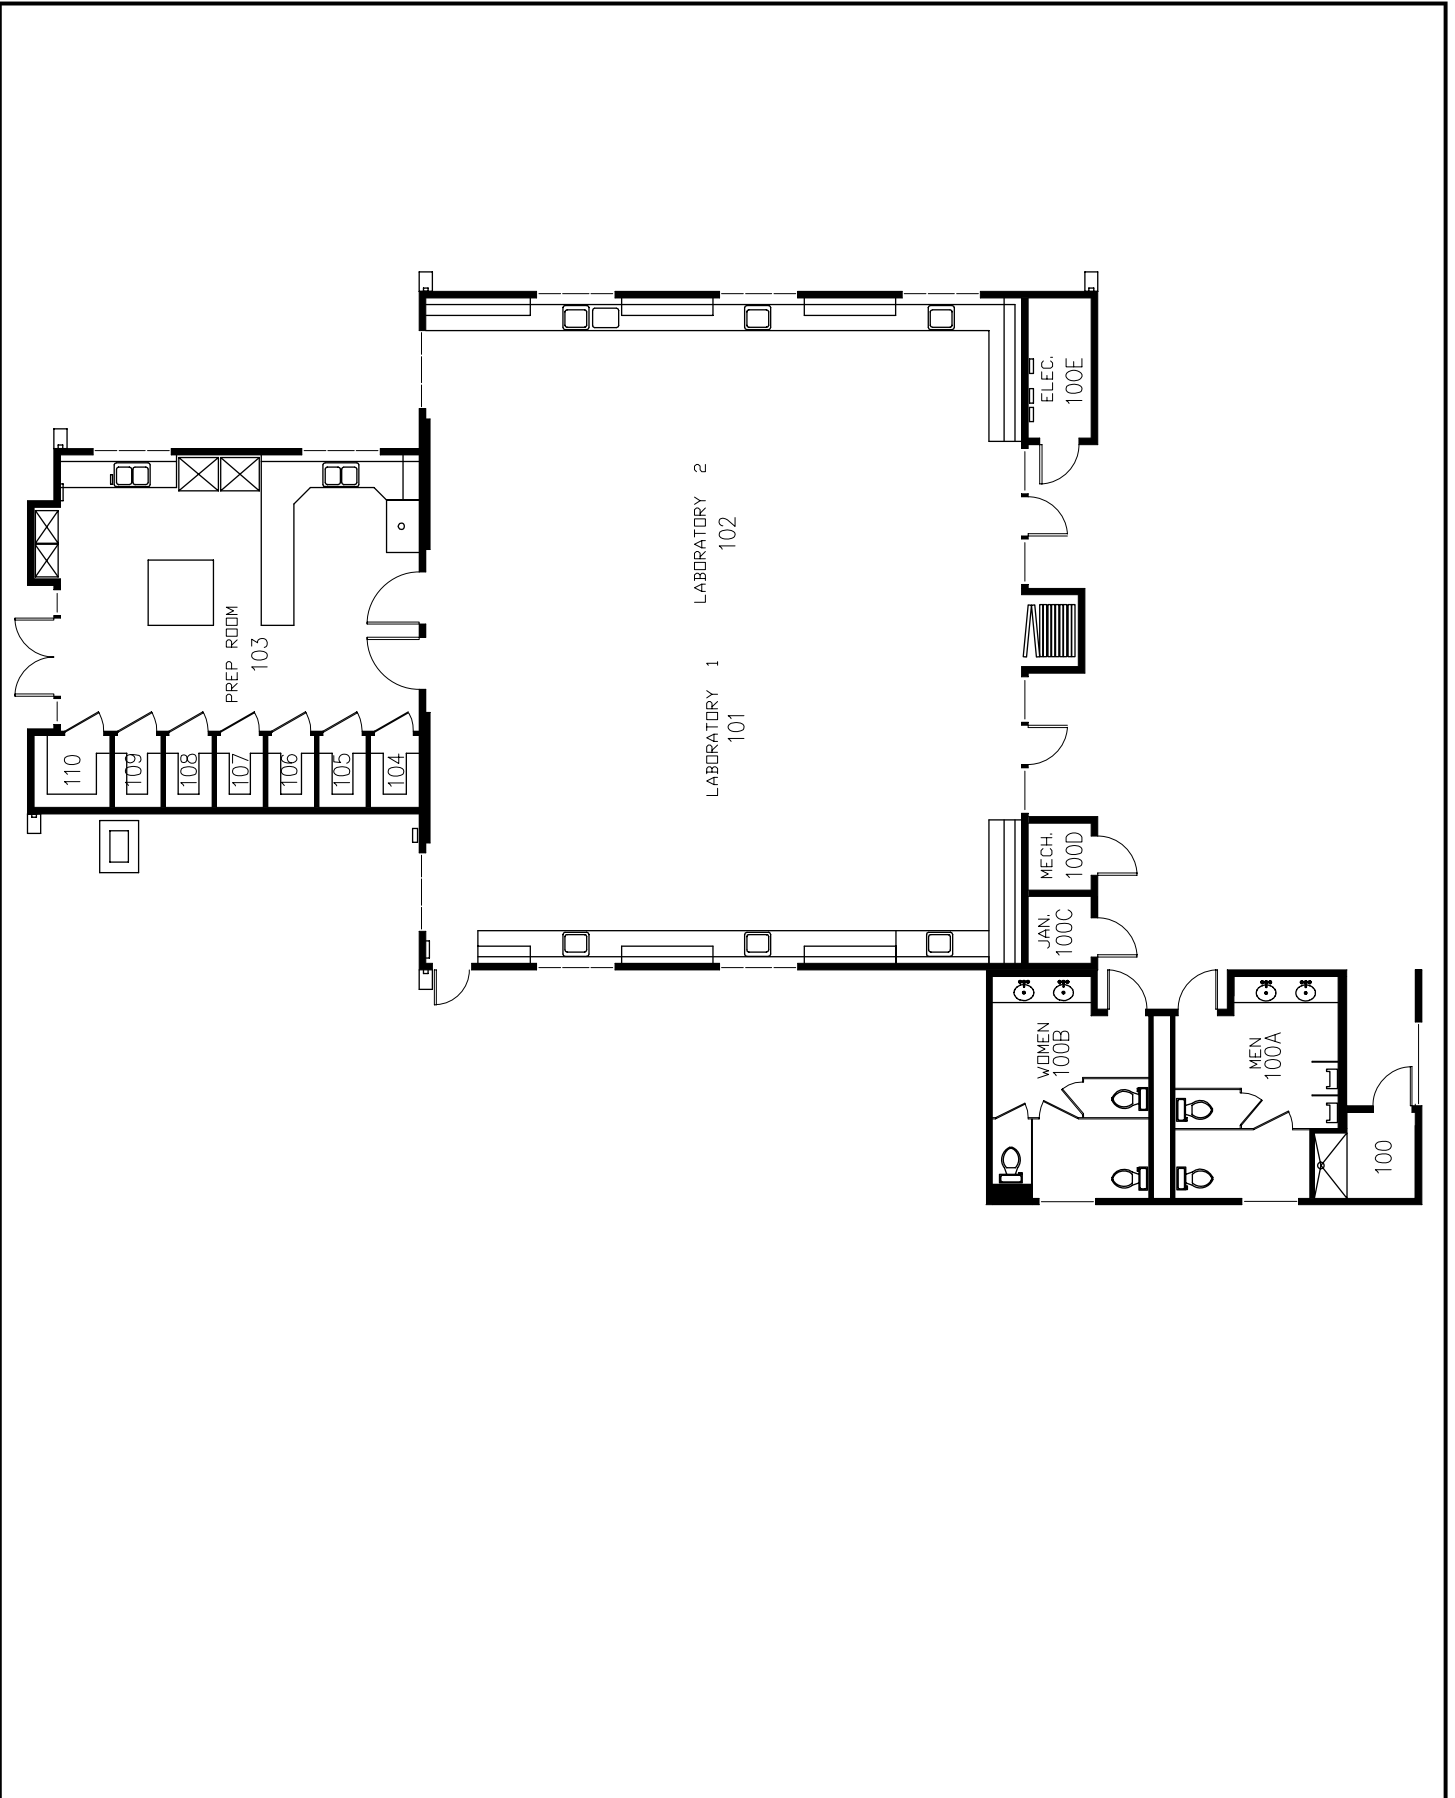 ELEC.
100E
LABORATORY 2
102
PREP ROOM
103
LABORATORY 1
101
110
109
108
107
106
105
104
MECH.
100D
JAN.
100C
WOMEN
100B
MEN
100A
100